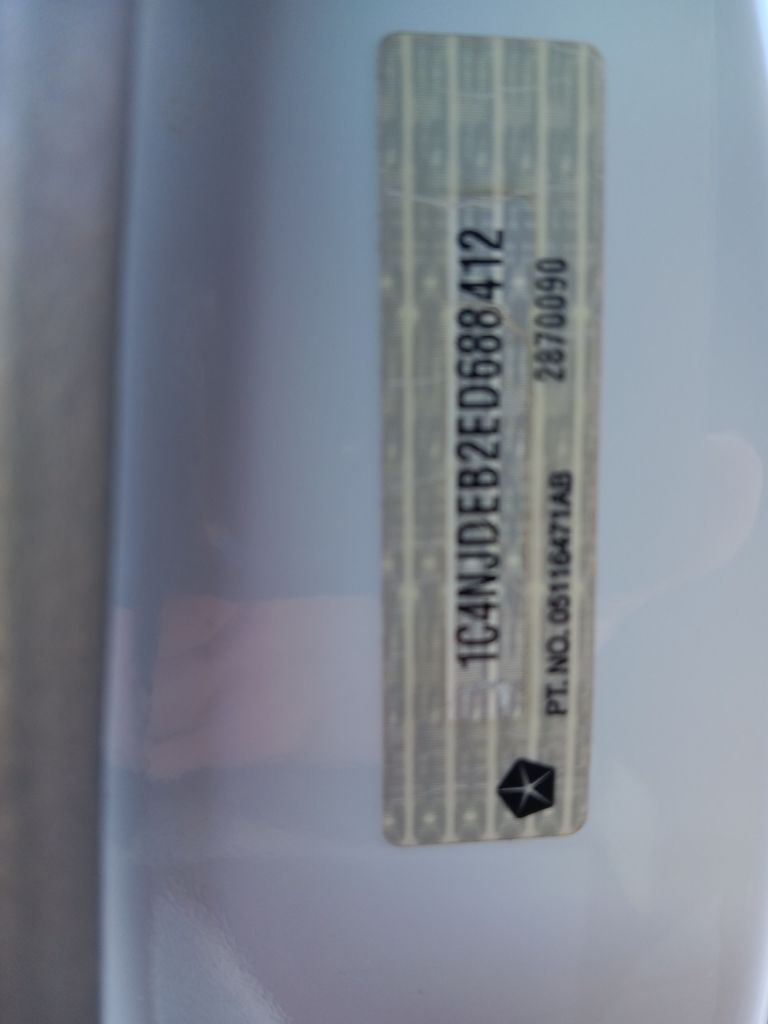 1C4NJDEB2ED688412
PT. NO. 05116471AB 2870090